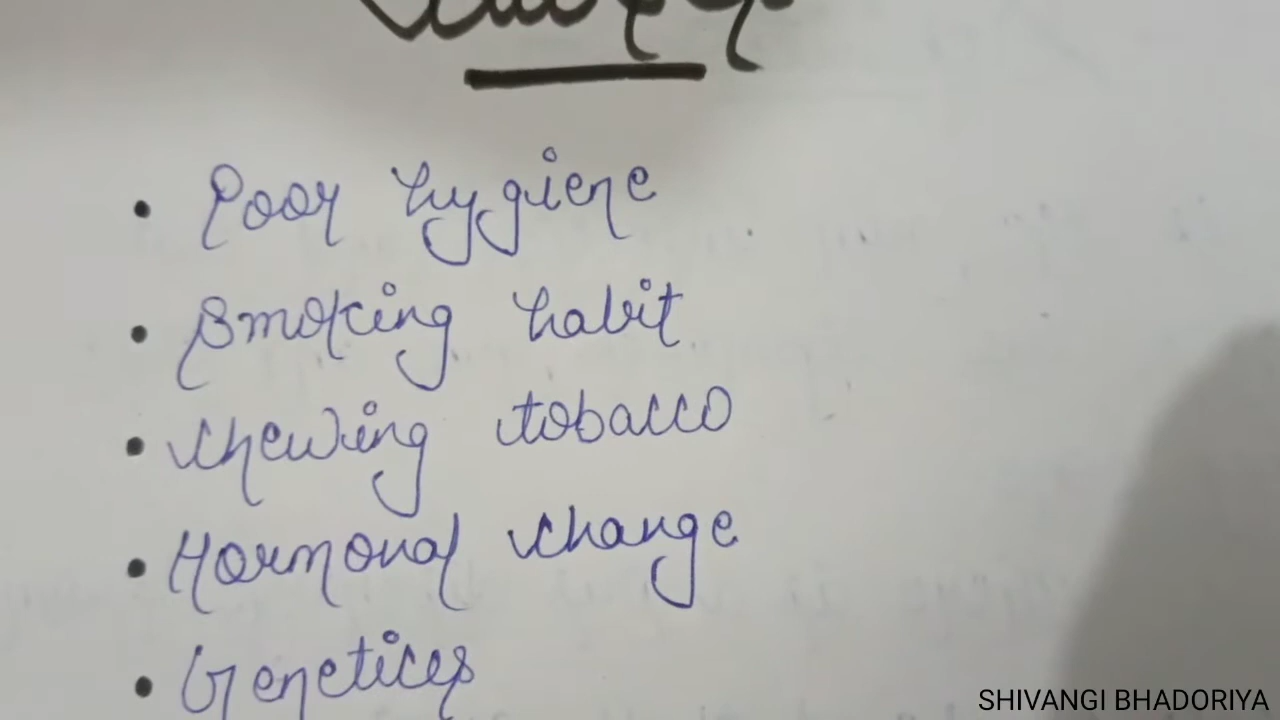 • Poor hygiene
• Smoking habit
• chewing tobacco
• Hormonal change
• Genetices
SHIVANGI BHADORIYA